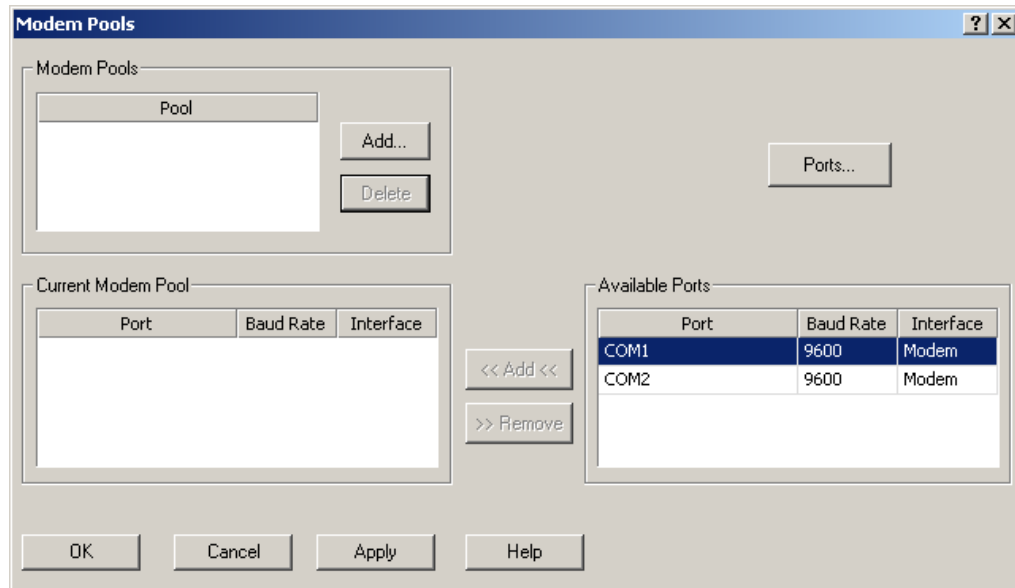 Modem Pools
Modem Pools
Pool
Add...
Delete
Ports...
Current Modem Pool
Port Baud Rate Interface
<< Add <<
>> Remove
Available Ports
Port Baud Rate Interface
COM1 9600 Modem
COM2 9600 Modem
OK Cancel Apply Help